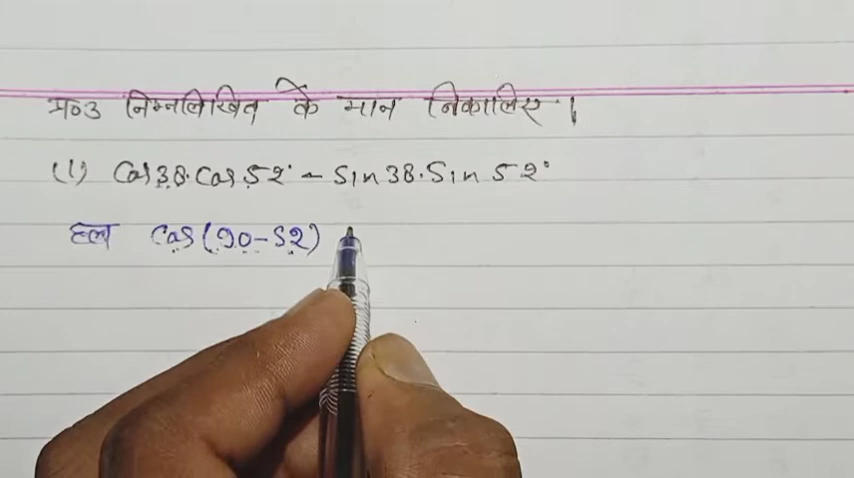 प्र०3 निम्नलिखित के मान निकालिए।
(1) Cos38.Cos52° - Sin38.Sin52°
हल Cos(90-52)